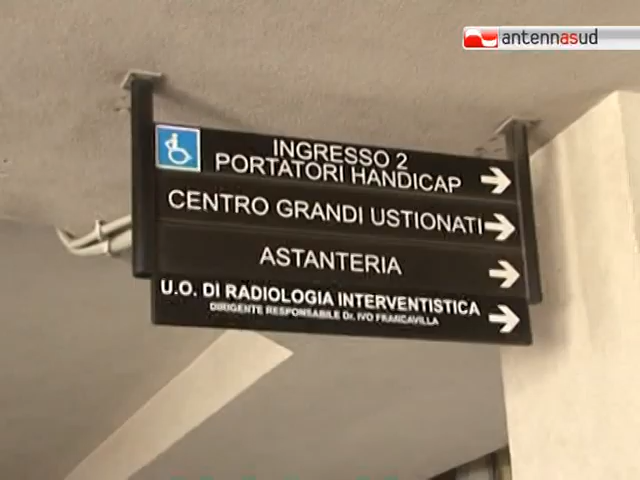 antennasud
INGRESSO 2
PORTATORI HANDICAP
CENTRO GRANDI USTIONATI
ASTANTERIA
U.O. DI RADIOLOGIA INTERVENTISTICA
DIRIGENTE RESPONSABILE Dr. IVO FRANCAVILLA